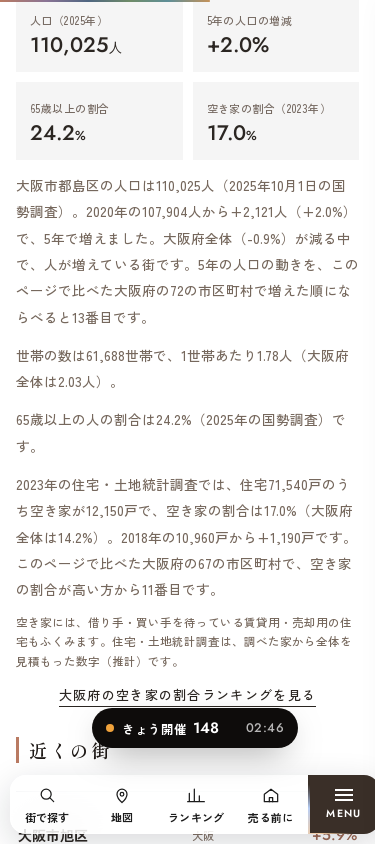 人口（2025年）
110,025人
5年の人口の増減
+2.0%
65歳以上の割合
24.2%
空き家の割合（2023年）
17.0%
大阪市都島区の人口は110,025人（2025年10月1日の国
勢調査）。2020年の107,904人から+2,121人（+2.0%）
で、5年で増えました。大阪府全体（-0.9%）が減る中
で、人が増えている街です。5年の人口の動きを、この
ページで比べた大阪府の72の市区町村で増えた順にな
らべると13番目です。
世帯の数は61,688世帯で、1世帯あたり1.78人（大阪府
全体は2.03人）。
65歳以上の人の割合は24.2%（2025年の国勢調査）で
す。
2023年の住宅・土地統計調査では、住宅71,540戸のう
ち空き家が12,150戸で、空き家の割合は17.0%（大阪府
全体は14.2%）。2018年の10,960戸から+1,190戸です。
このページで比べた大阪府の67の市区町村で、空き家
の割合が高い方から11番目です。
空き家には、借り手・買い手を待っている賃貸用・売却用の住
宅もふくみます。住宅・土地統計調査は、調べた家から全体を
見積もった数字（推計）です。
大阪府の空き家の割合ランキングを見る
きょう開催 148 02:46
近くの街
街で探す
地図
ランキング
売る前に
MENU
大阪市旭区
大阪
+5.9%